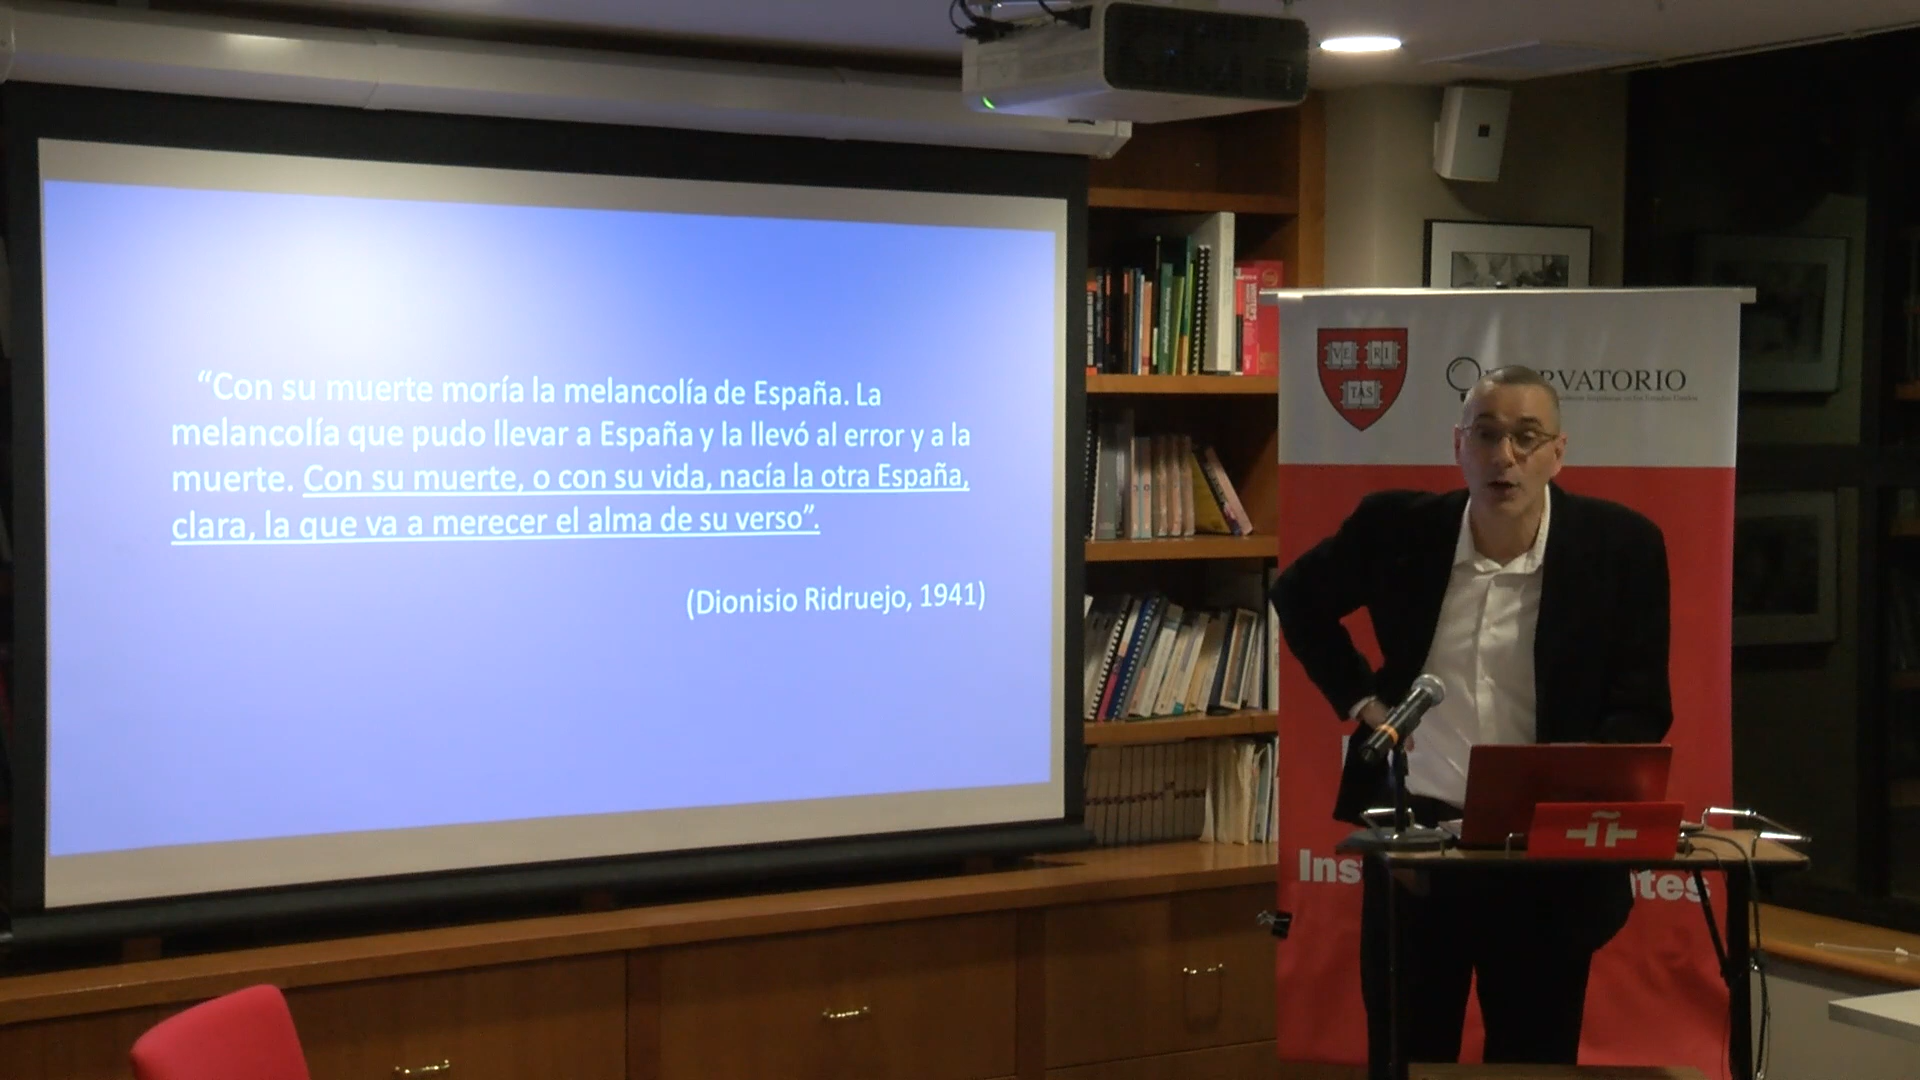 “Con su muerte moría la melancolía de España. La
melancolía que pudo llevar a España y la llevó al error y a la
muerte. Con su muerte, o con su vida, nacía la otra España,
clara, la que va a merecer el alma de su verso”.
(Dionisio Ridruejo, 1941)
VE RI
TAS
RVATORIO
Ins
ntes